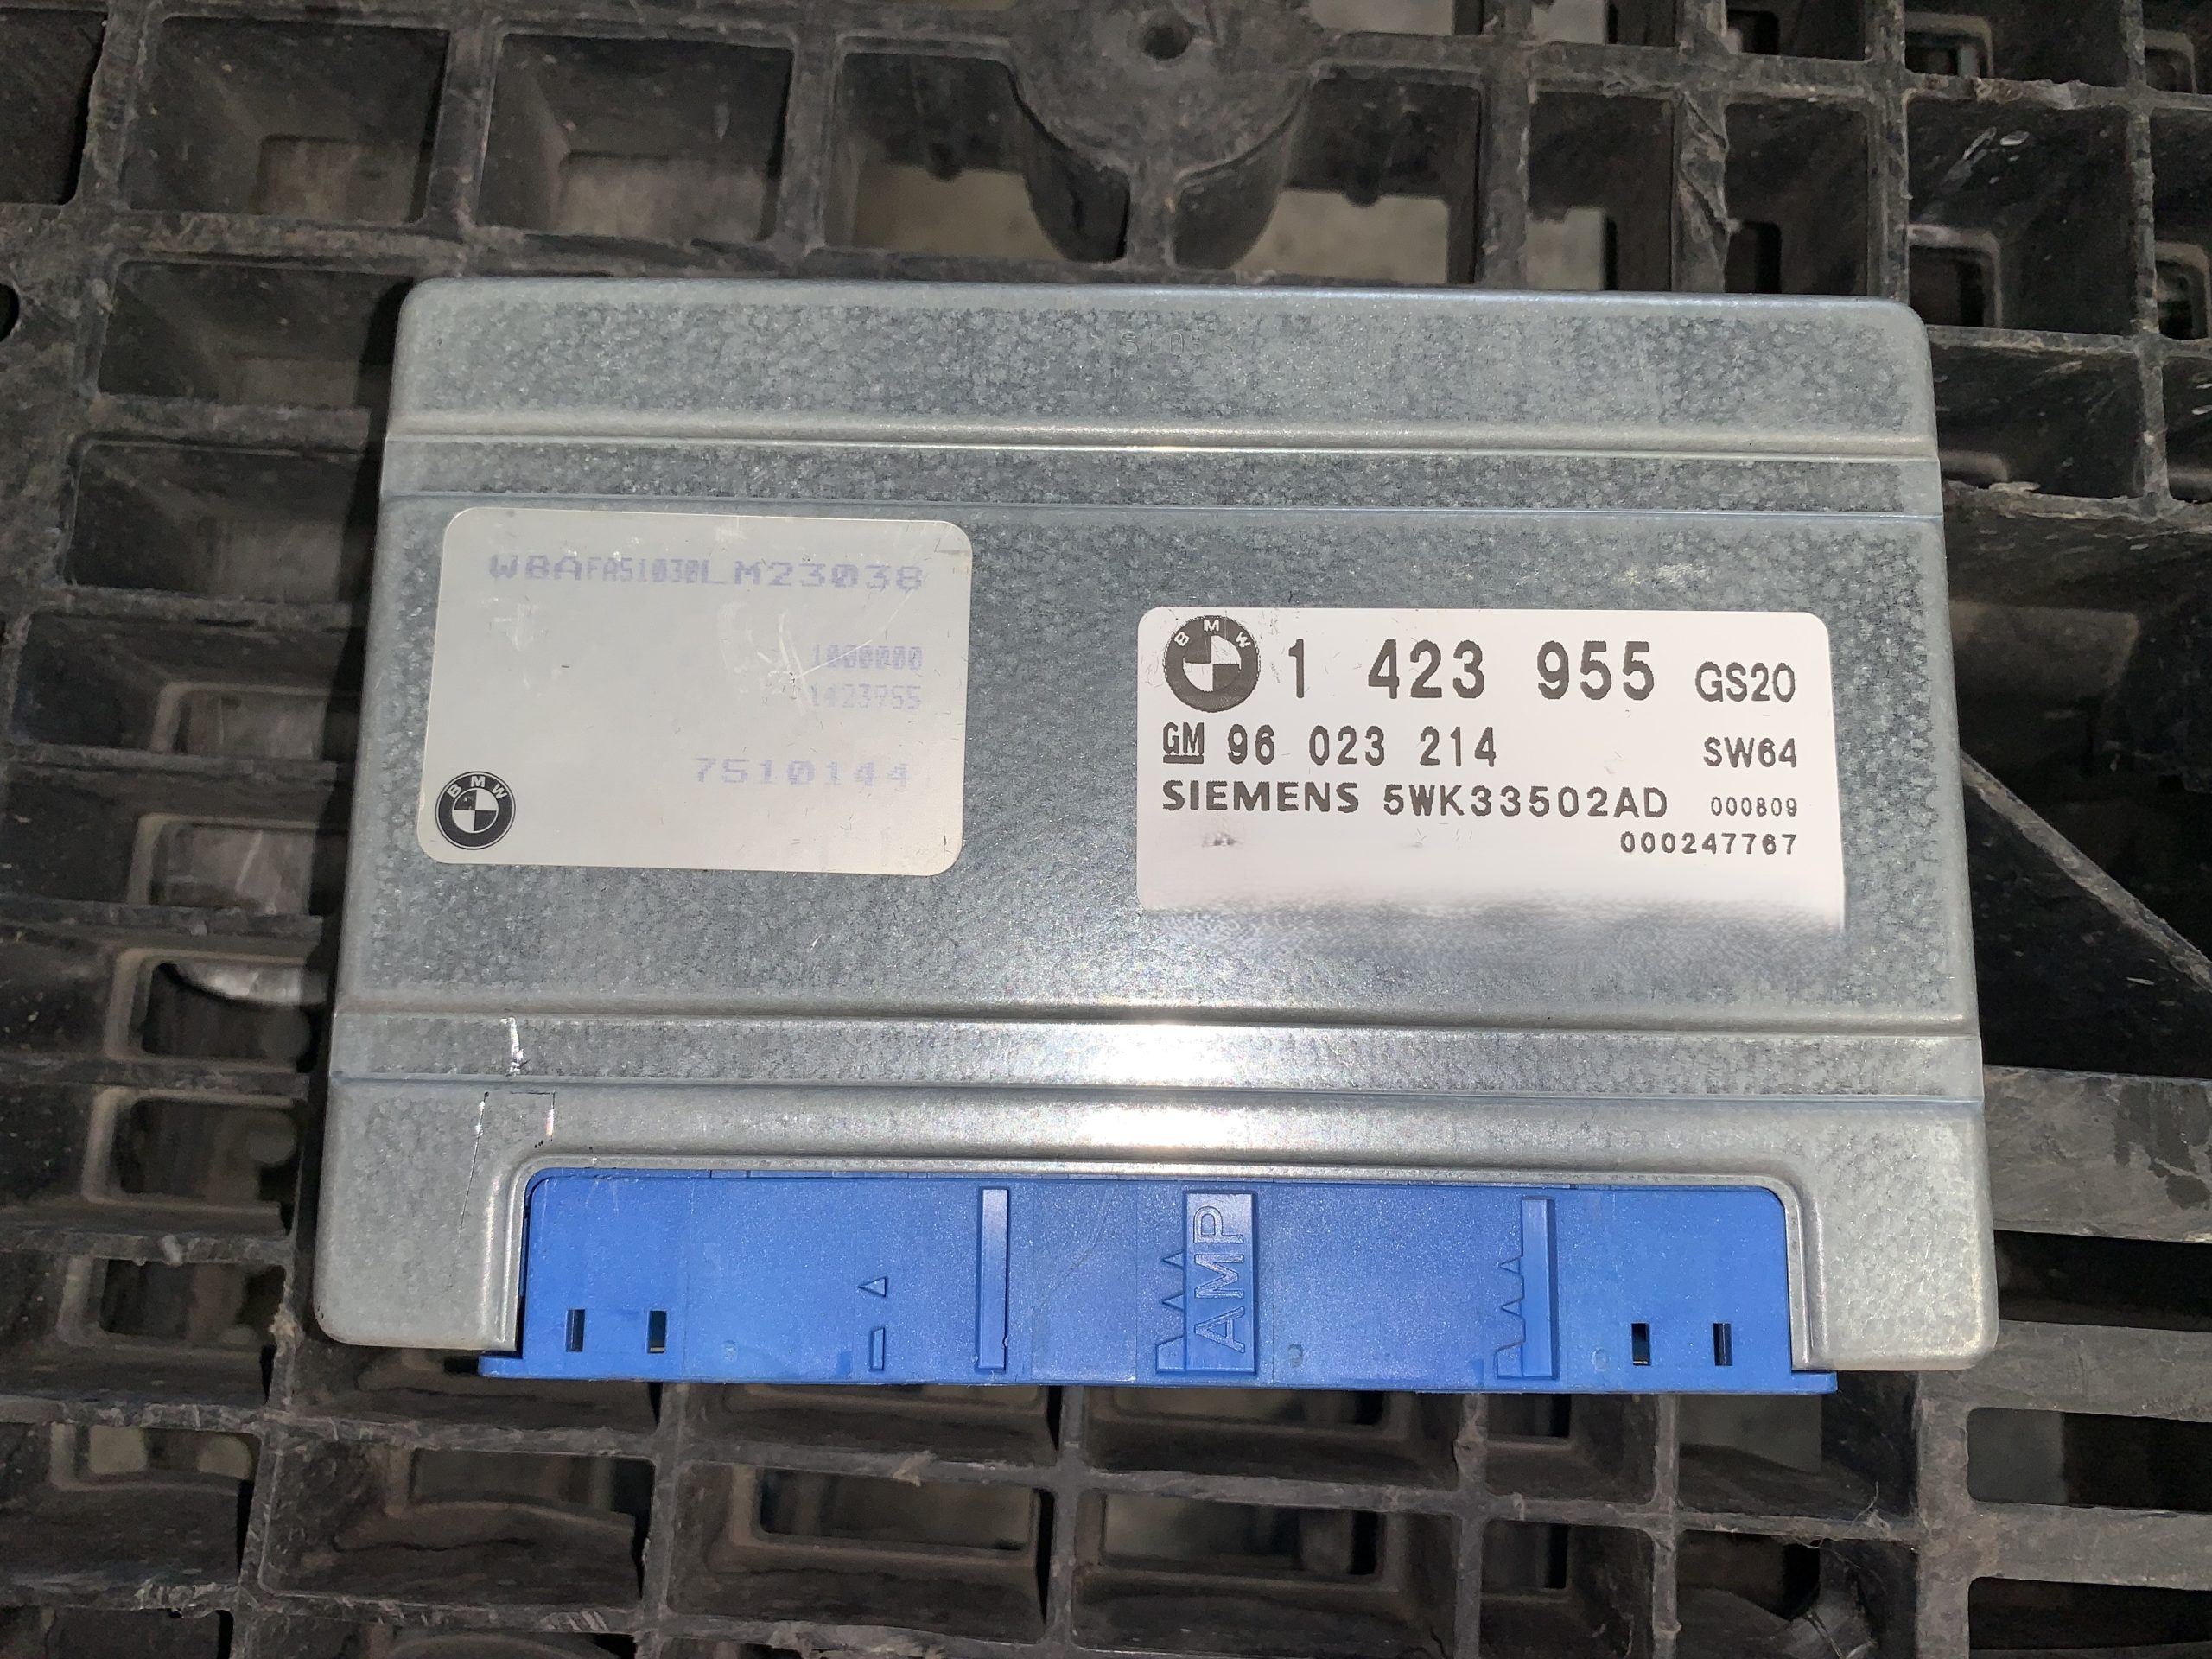 WBAFA51030LM23038
1000000
1423955
7510144
BMW
BMW 1 423 955 GS20
GM 96 023 214 SW64
SIEMENS 5WK33502AD 000809
000247767
AMP